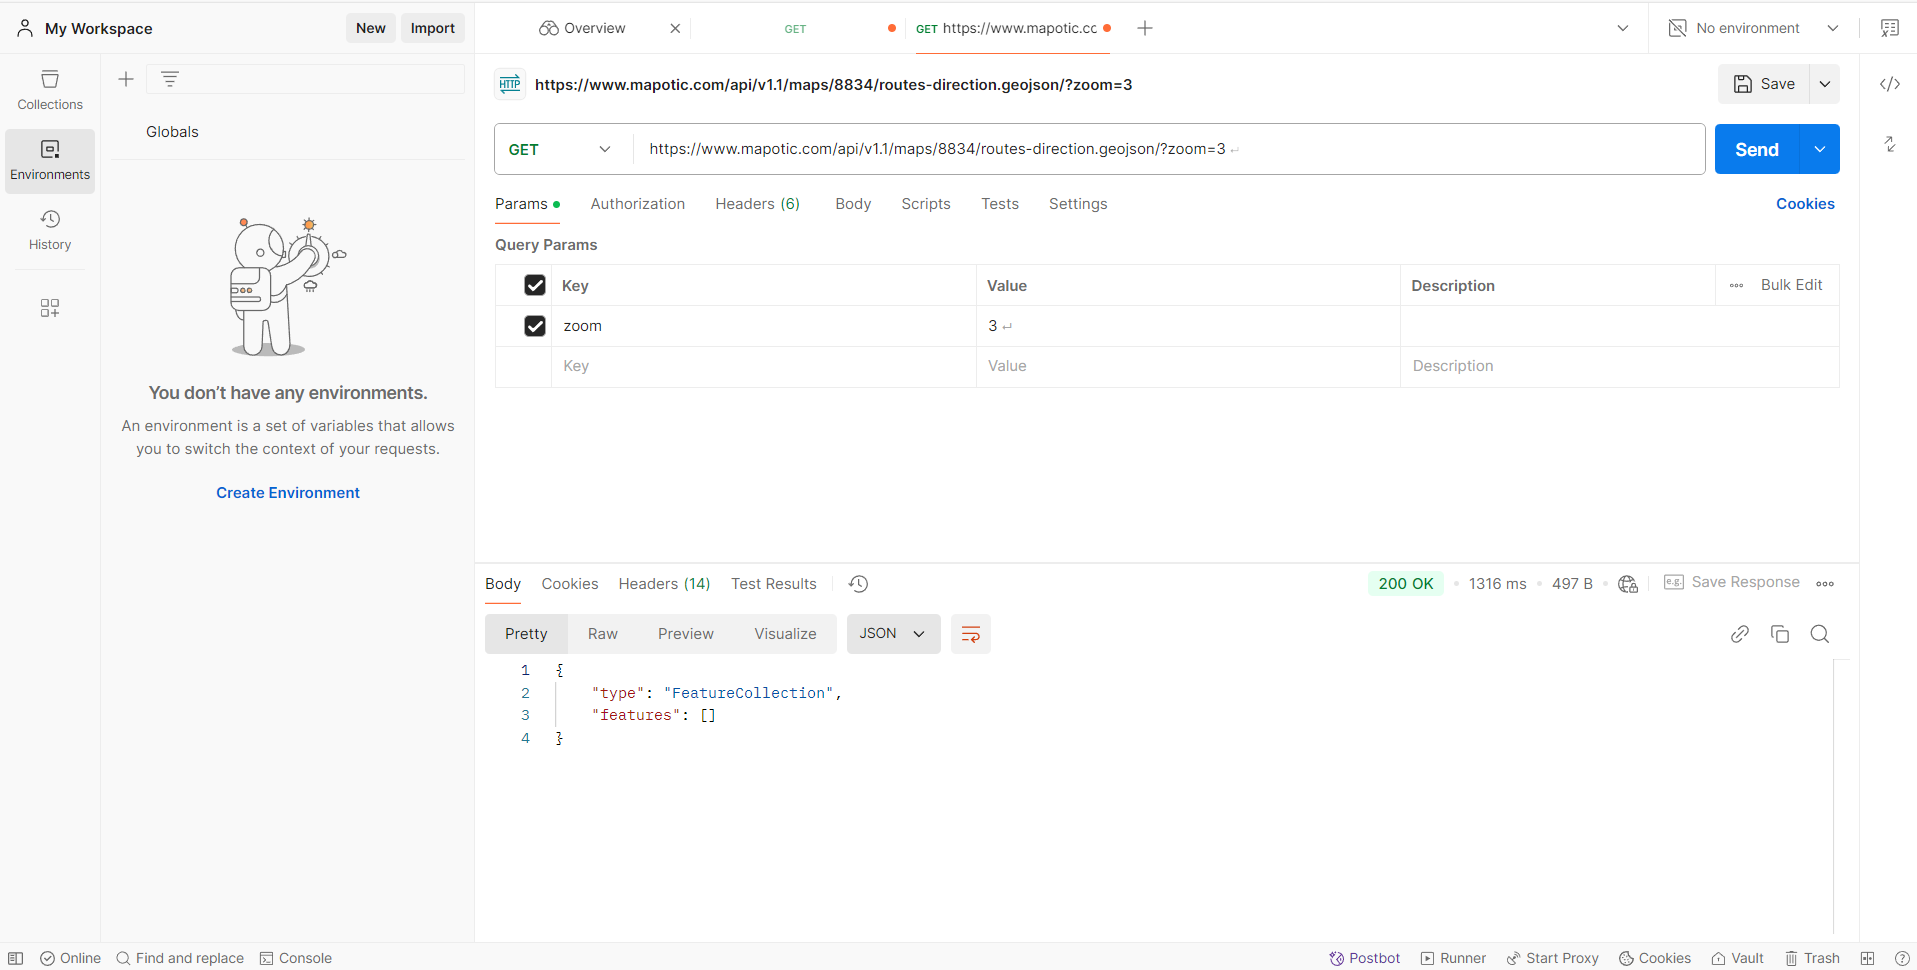 My Workspace
New
Import
Overview
GET
GET https://www.mapotic.cc
No environment
Collections
Environments
History
Globals
You don’t have any environments.
An environment is a set of variables that allows
you to switch the context of your requests.
Create Environment
HTTP
https://www.mapotic.com/api/v1.1/maps/8834/routes-direction.geojson/?zoom=3
Save
GET
https://www.mapotic.com/api/v1.1/maps/8834/routes-direction.geojson/?zoom=3
Send
Params
Authorization
Headers (6)
Body
Scripts
Tests
Settings
Cookies
Query Params
Key
Value
Description
Bulk Edit
zoom
3
Key
Value
Description
Body
Cookies
Headers (14)
Test Results
200 OK
1316 ms
497 B
e.g.
Save Response
Pretty
Raw
Preview
Visualize
JSON
1 {
2 "type": "FeatureCollection",
3 "features": []
4 }
Online
Find and replace
Console
Postbot
Runner
Start Proxy
Cookies
Vault
Trash